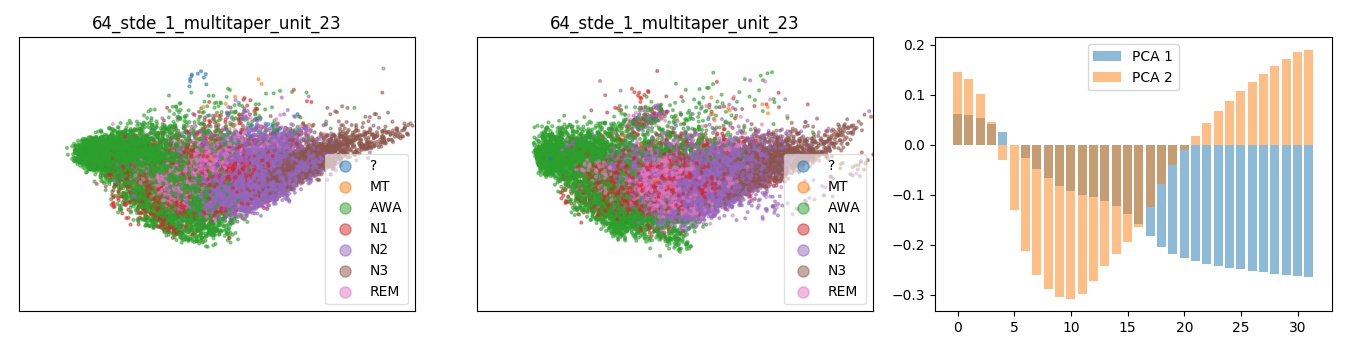 64_stde_1_multitaper_unit_23
?
MT
AWA
N1
N2
N3
REM
64_stde_1_multitaper_unit_23
?
MT
AWA
N1
N2
N3
REM
PCA 1
PCA 2
0.2
0.1
0.0
−0.1
−0.2
−0.3
0 5 10 15 20 25 30